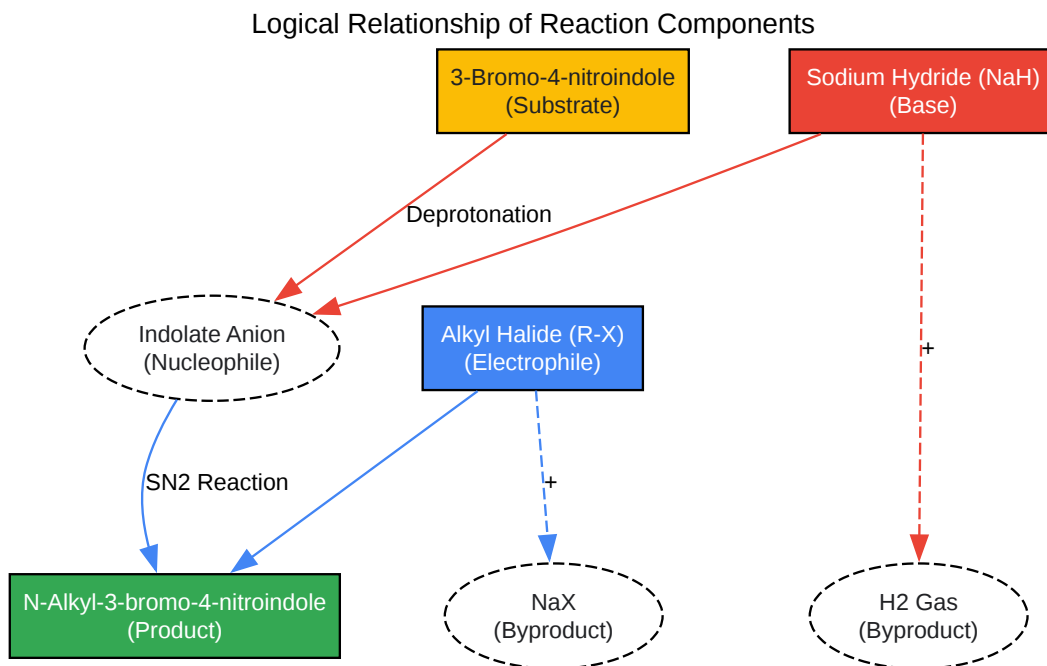 Logical Relationship of Reaction Components
3-Bromo-4-nitroindole
(Substrate)
Sodium Hydride (NaH)
(Base)
Deprotonation
Indolate Anion
(Nucleophile)
Alkyl Halide (R-X)
(Electrophile)
+
SN2 Reaction
+
N-Alkyl-3-bromo-4-nitroindole
(Product)
NaX
(Byproduct)
H2 Gas
(Byproduct)